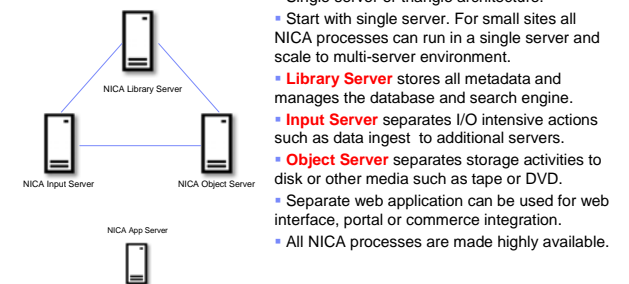 Single server or triangle architecture.
Start with single server. For small sites all
NICA processes can run in a single server and
scale to multi-server environment.
Library Server stores all metadata and
manages the database and search engine.
Input Server separates I/O intensive actions
such as data ingest to additional servers.
Object Server separates storage activities to
disk or other media such as tape or DVD.
Separate web application can be used for web
interface, portal or commerce integration.
All NICA processes are made highly available.
NICA Library Server
NICA Input Server
NICA Object Server
NICA App Server